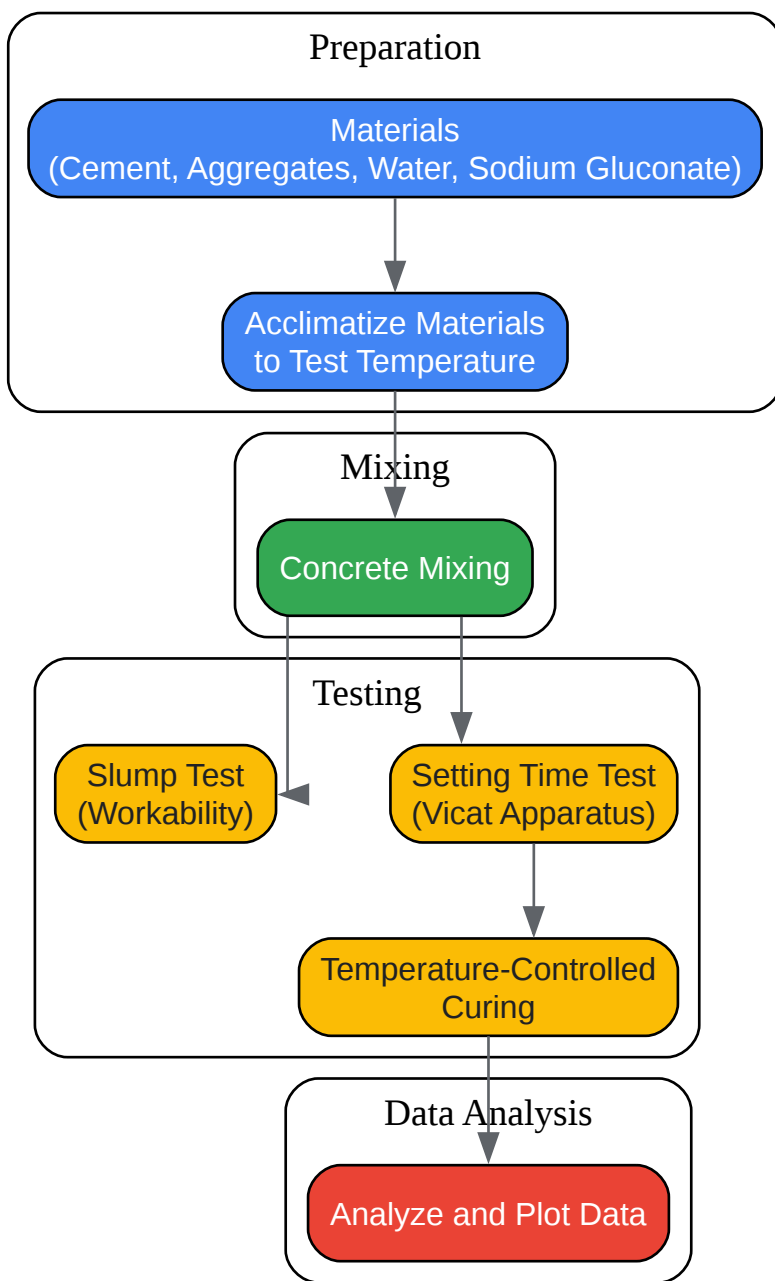 Preparation
Materials
(Cement, Aggregates, Water, Sodium Gluconate)
Acclimatize Materials
to Test Temperature
Mixing
Concrete Mixing
Testing
Slump Test
(Workability)
Setting Time Test
(Vicat Apparatus)
Temperature-Controlled
Curing
Data Analysis
Analyze and Plot Data